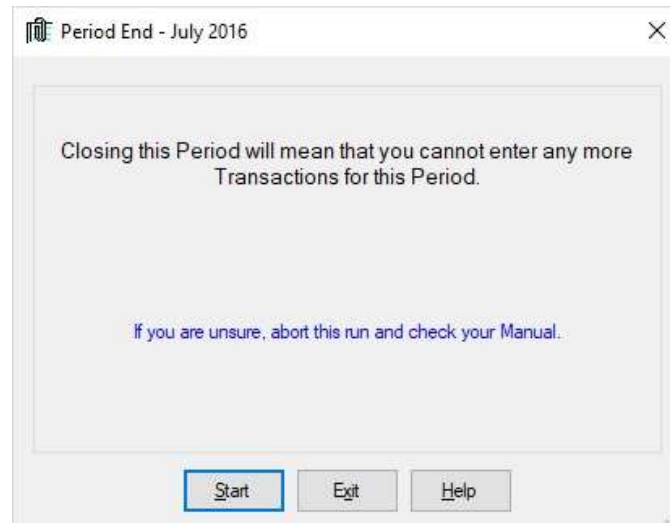 Period End - July 2016
Closing this Period will mean that you cannot enter any more
Transactions for this Period.
If you are unsure, abort this run and check your Manual.
Start Exit Help